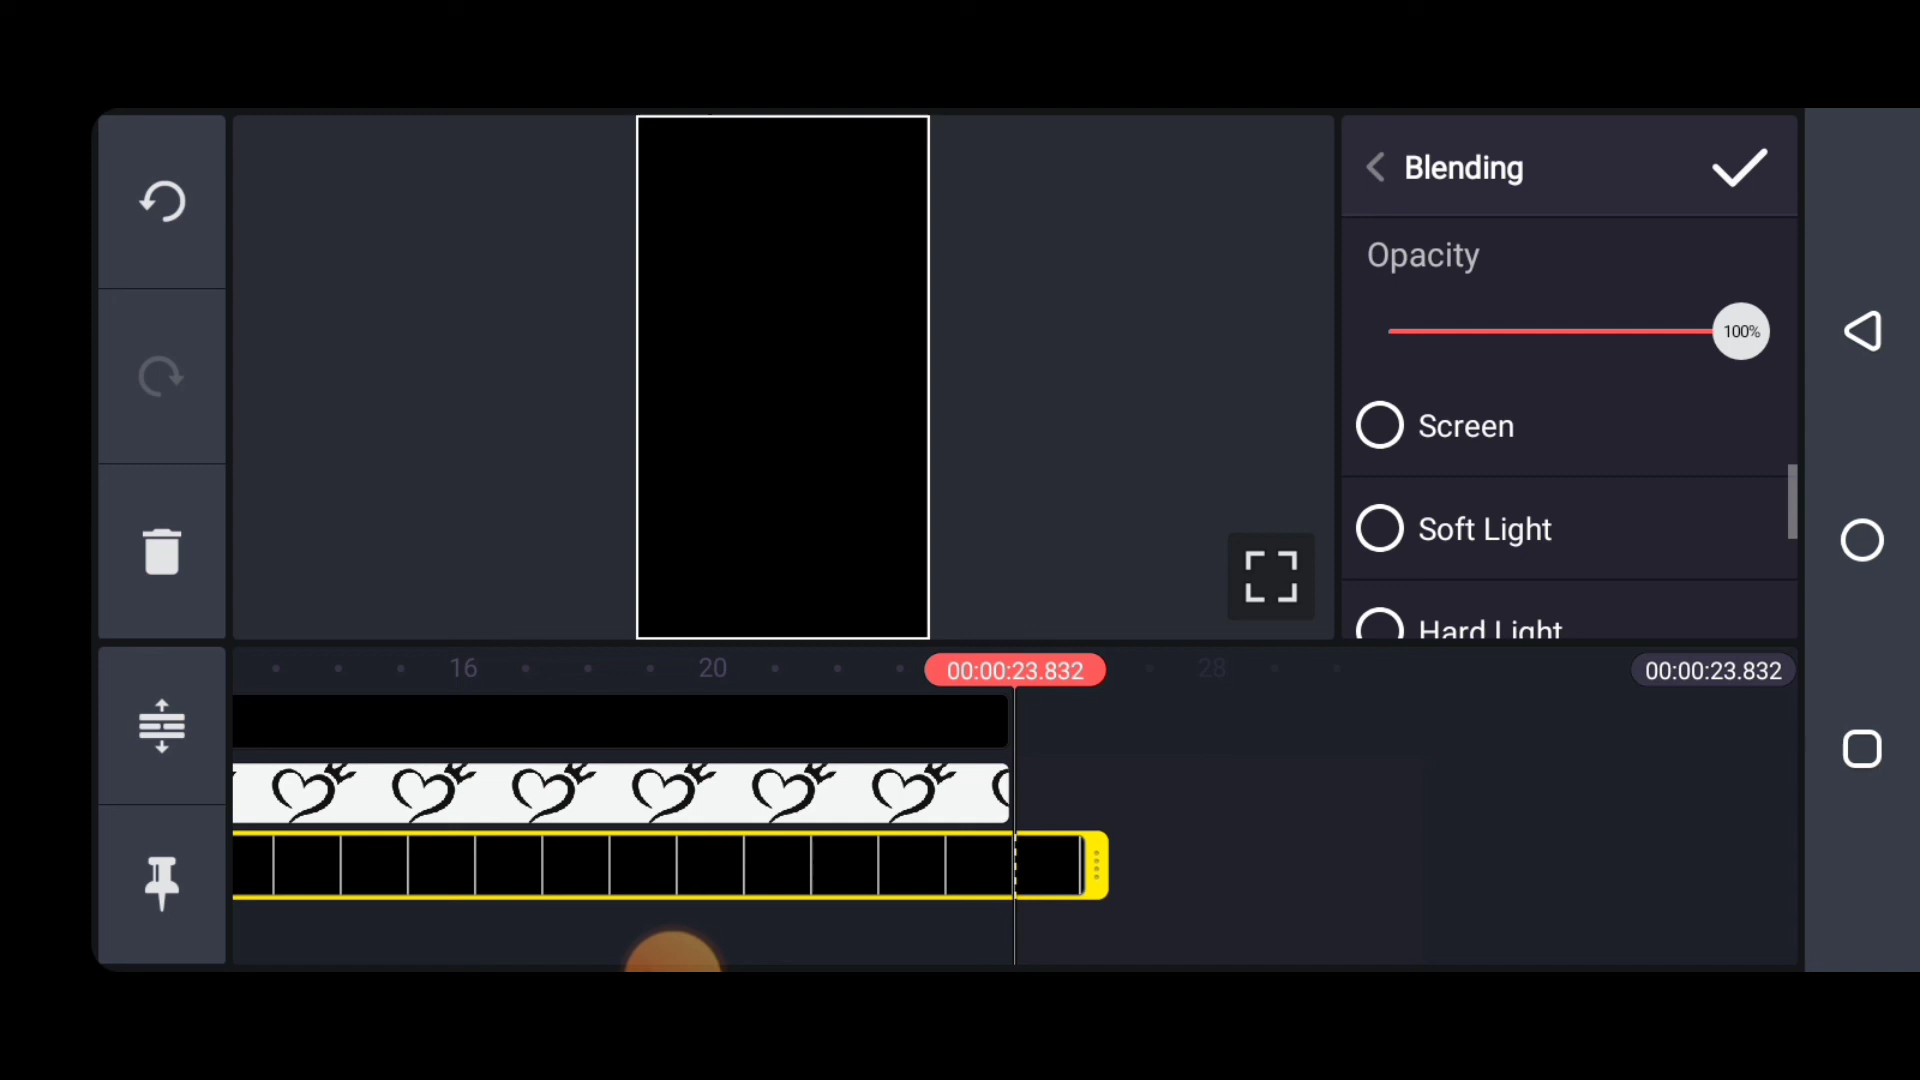 Blending
Opacity
100%
Screen
Soft Light
Hard Light
16
20
00:00:23.832
28
00:00:23.832